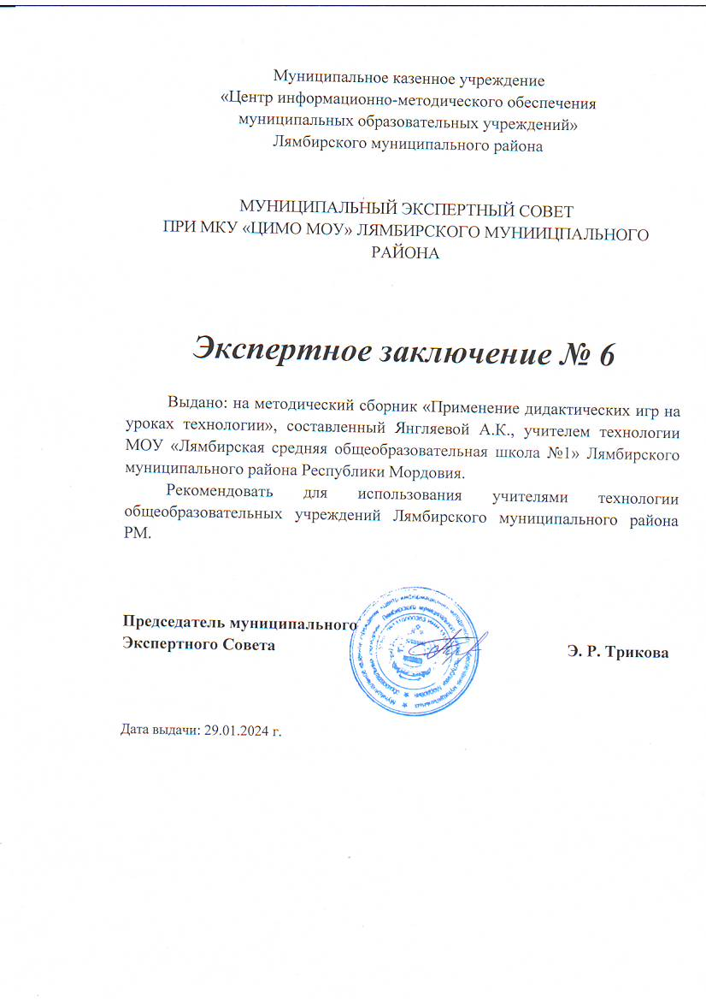 Муниципальное казенное учреждение
«Центр информационно-методического обеспечения
муниципальных образовательных учреждений»
Лямбирского муниципального района
МУНИЦИПАЛЬНЫЙ ЭКСПЕРТНЫЙ СОВЕТ
ПРИ МКУ «ЦИМО МОУ» ЛЯМБИРСКОГО МУНИИЦПАЛЬНОГО
РАЙОНА
Экспертное заключение № 6
Выдано: на методический сборник «Применение дидактических игр на
уроках технологии», составленный Янгляевой А.К., учителем технологии
МОУ «Лямбирская средняя общеобразовательная школа №1» Лямбирского
муниципального района Республики Мордовия.
Рекомендовать для использования учителями технологии
общеобразовательных учреждений Лямбирского муниципального района
РМ.
Председатель муниципального
Экспертного Совета
Э. Р. Трикова
Дата выдачи: 29.01.2024 г.